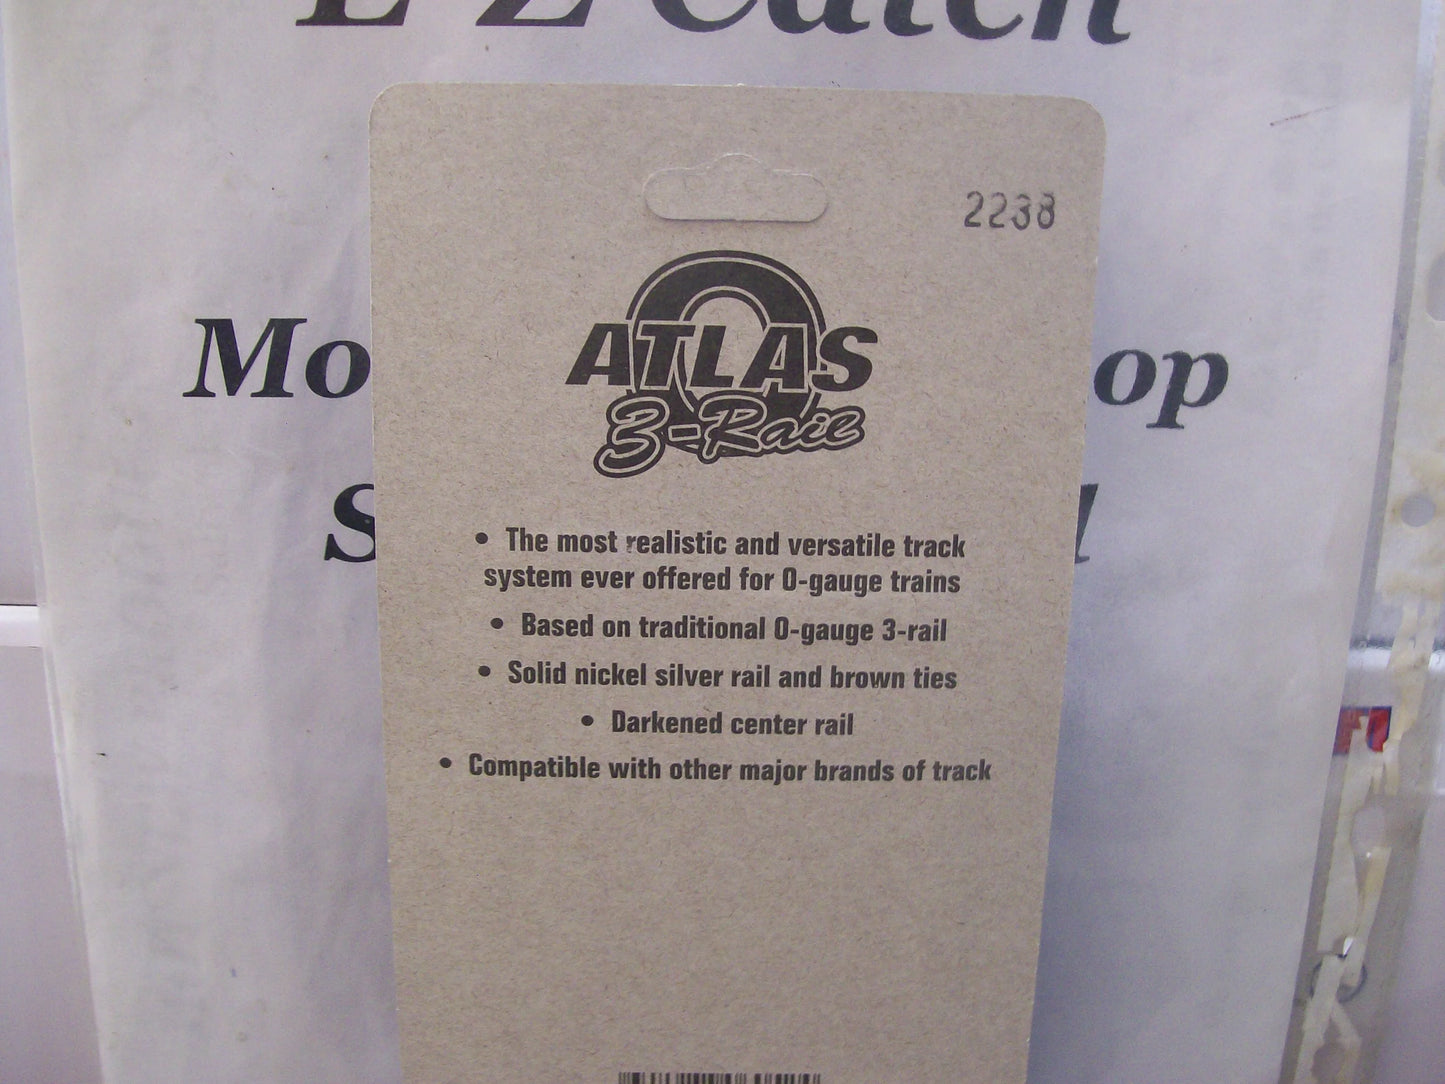 E-Z Catch
2238
ATLAS O
3-Rail
Mo
op
S
• The most realistic and versatile track
system ever offered for O-gauge trains
• Based on traditional O-gauge 3-rail
• Solid nickel silver rail and brown ties
• Darkened center rail
• Compatible with other major brands of track